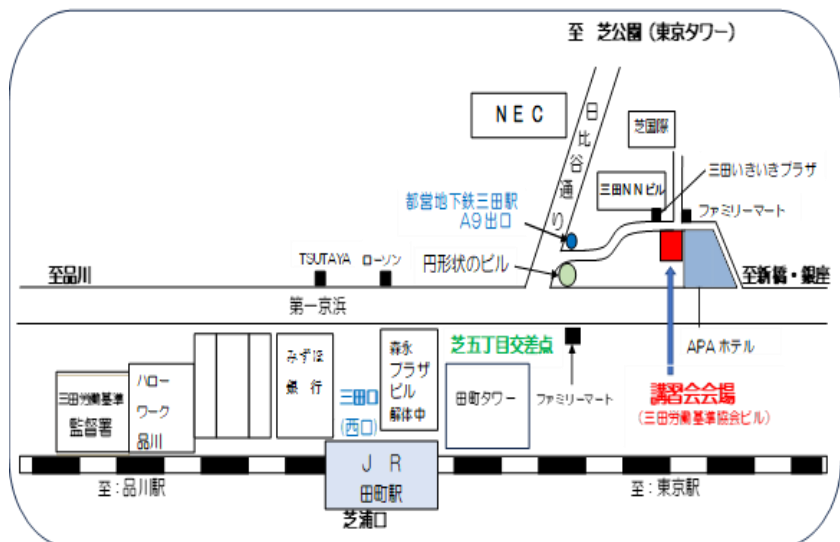 至 芝公園（東京タワー）
ＮＥＣ
日比谷通り
芝国際
三田いきいきプラザ
三田ＮＮビル
ファミリーマート
都営地下鉄三田駅
A９出口
円形状のビル
TSUTAYA ローソン
至品川
至新橋・銀座
第一京浜
APAホテル
芝五丁目交差点
ファミリーマート
講習会会場
（三田労働基準協会ビル）
三田労働基準
監督署
ハロー
ワーク
品川
みずほ
銀行
三田口
（西口）
森永
プラザ
ビル
解体中
田町タワー
ＪＲ
田町駅
至：品川駅
至：東京駅
芝浦口